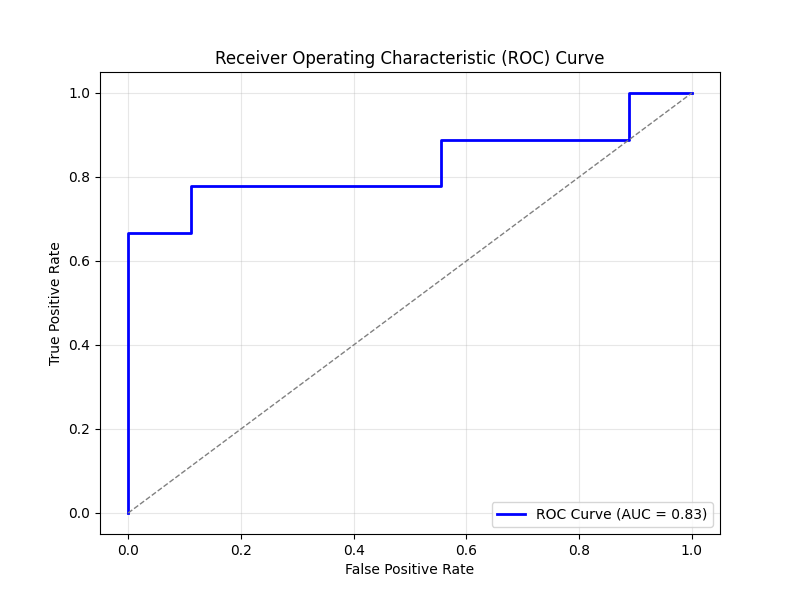 Receiver Operating Characteristic (ROC) Curve
1.0
0.8
0.6
0.4
0.2
0.0
True Positive Rate
ROC Curve (AUC = 0.83)
0.0 0.2 0.4 0.6 0.8 1.0
False Positive Rate